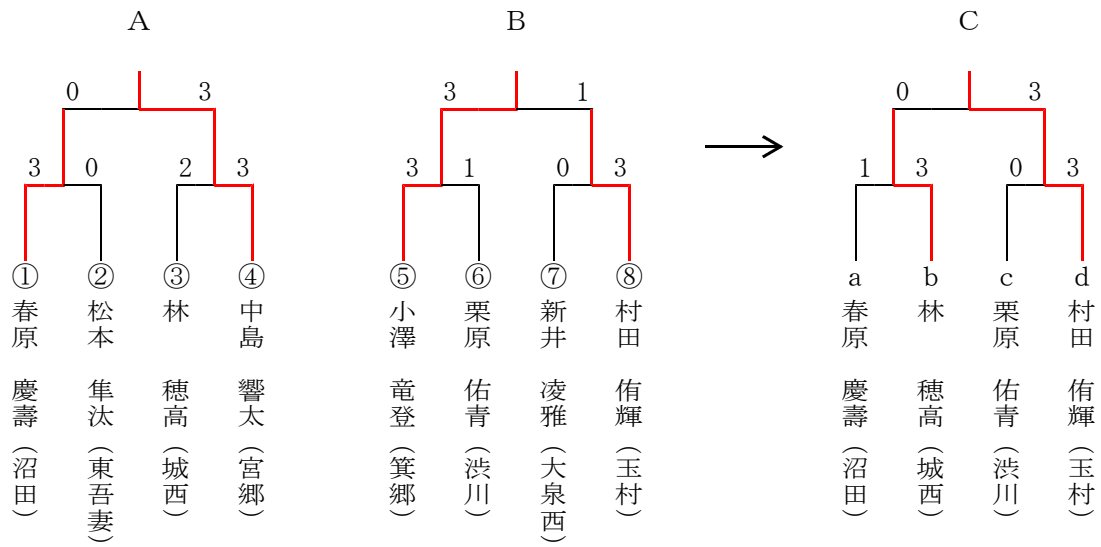 A
0 3
3 0 2 3
① ② ③ ④
春原 慶壽(沼田)
松本 隼汰(東吾妻)
林 穂高(城西)
中島 響太(宮郷)
B
3 1
3 1 0 3
⑤ ⑥ ⑦ ⑧
小澤 竜登(箕郷)
栗原 佑青(渋川)
新井 凌雅(大泉西)
村田 侑輝(玉村)
C
0 3
1 3 0 3
a b c d
春原 慶壽(沼田)
林 穂高(城西)
栗原 佑青(渋川)
村田 侑輝(玉村)